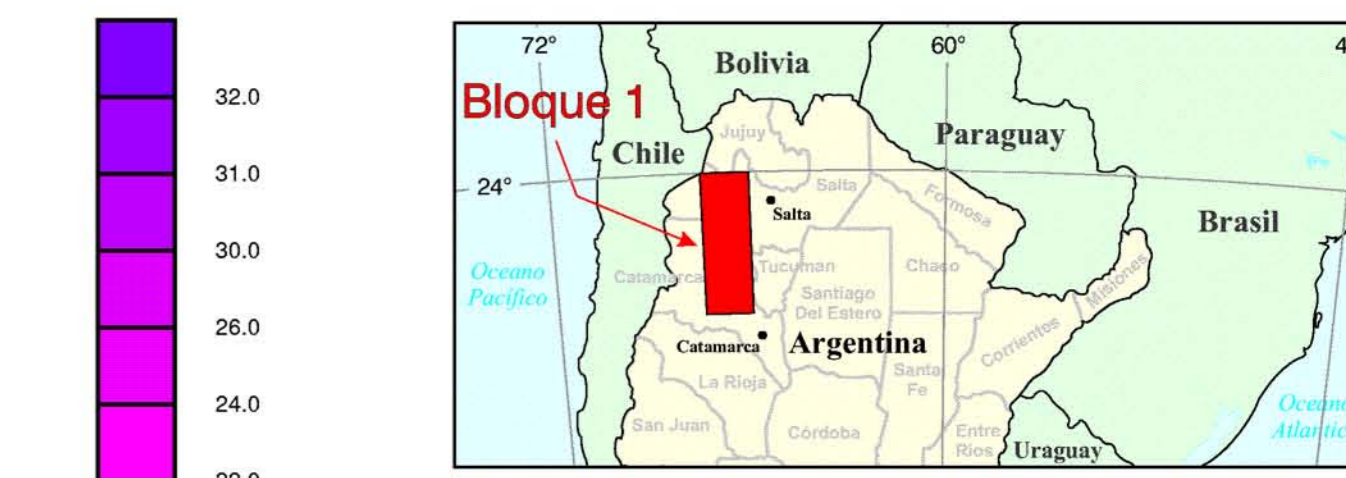 32.0
31.0
30.0
26.0
24.0
72°
60°
Bolivia
Bloque 1
Jujuy
Paraguay
Chile
24°
Salta
Formosa
Salta
Brasil
Oceano
Pacífico
Catamarca
Tucuman
Chaco
Misiones
Santiago
Del Estero
Corrientes
Catamarca
Argentina
La Rioja
Santa
Fe
San Juan
Córdoba
Entre
Rios
Uraguay